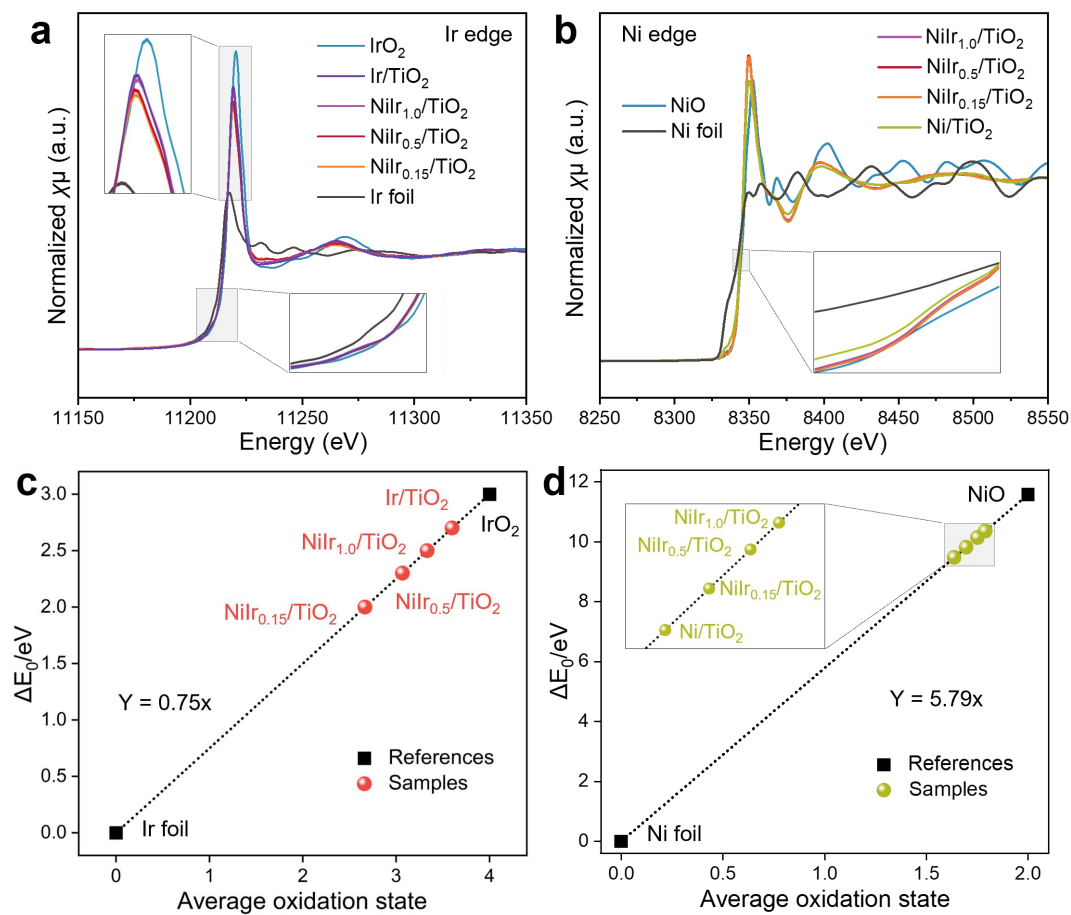 a
Ir edge
IrO2
Ir/TiO2
NiIr1.0/TiO2
NiIr0.5/TiO2
NiIr0.15/TiO2
Ir foil
Normalized χμ (a.u.)
11150 11200 11250 11300 11350
Energy (eV)
b
Ni edge
NiO
Ni foil
NiIr1.0/TiO2
NiIr0.5/TiO2
NiIr0.15/TiO2
Ni/TiO2
Normalized χμ (a.u.)
8250 8300 8350 8400 8450 8500 8550
Energy (eV)
c
3.0
2.5
2.0
1.5
1.0
0.5
0.0
ΔE0/eV
Ir/TiO2
IrO2
NiIr1.0/TiO2
NiIr0.5/TiO2
NiIr0.15/TiO2
Y = 0.75x
References
Samples
Ir foil
0 1 2 3 4
Average oxidation state
d
12
10
8
6
4
2
0
ΔE0/eV
NiO
NiIr1.0/TiO2
NiIr0.5/TiO2
NiIr0.15/TiO2
Ni/TiO2
Y = 5.79x
References
Samples
Ni foil
0.0 0.5 1.0 1.5 2.0
Average oxidation state